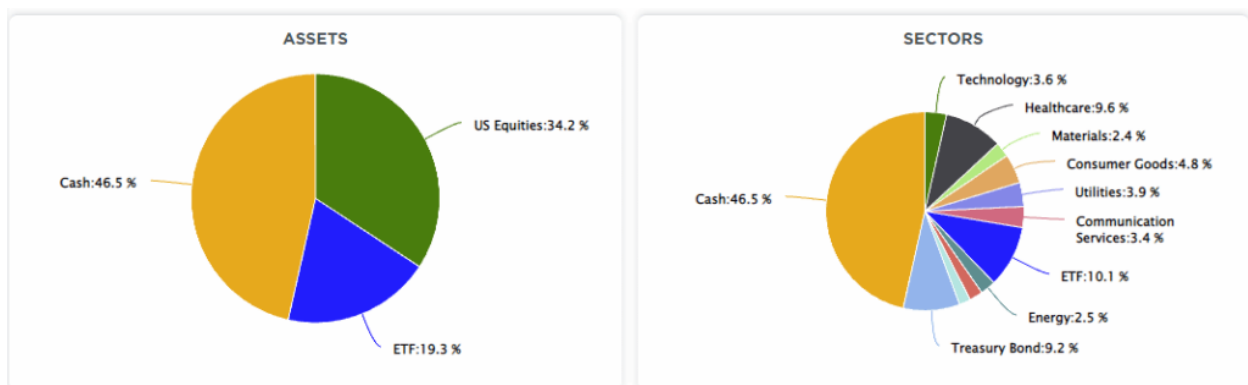 ASSETS
US Equities:34.2 %
Cash:46.5 %
ETF:19.3 %
SECTORS
Technology:3.6 %
Healthcare:9.6 %
Materials:2.4 %
Consumer Goods:4.8 %
Cash:46.5 %
Utilities:3.9 %
Communication
Services:3.4 %
ETF:10.1 %
Energy:2.5 %
Treasury Bond:9.2 %